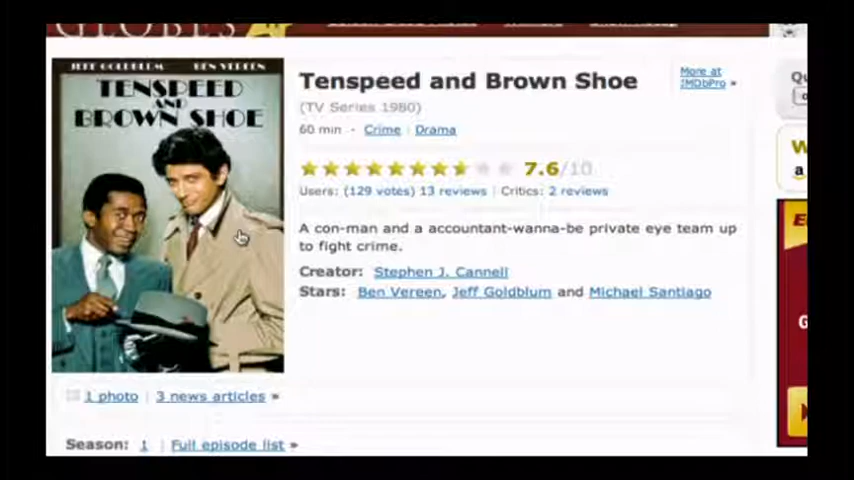 GLOBES
JEFF GOLDBLUM BEN VEREEN
TENSPEED
AND
BROWN SHOE
Tenspeed and Brown Shoe
(TV Series 1980)
60 min - Crime | Drama
7.6/10
Users: (129 votes) 13 reviews | Critics: 2 reviews
A con-man and a accountant-wanna-be private eye team up
to fight crime.
Creator: Stephen J. Cannell
Stars: Ben Vereen, Jeff Goldblum and Michael Santiago
1 photo | 3 news articles »
Season: 1 | Full episode list »
More at
IMDbPro »
Qu